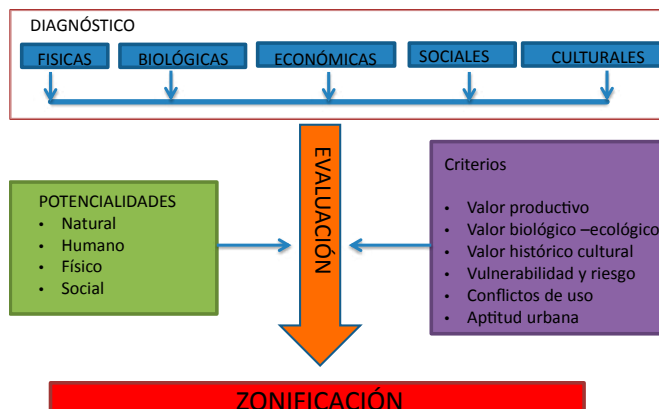 DIAGNÓSTICO
FISICAS
BIOLÓGICAS
ECONÓMICAS
SOCIALES
CULTURALES
EVALUACIÓN
POTENCIALIDADES
• Natural
• Humano
• Físico
• Social
Criterios
• Valor productivo
• Valor biológico –ecológico
• Valor histórico cultural
• Vulnerabilidad y riesgo
• Conflictos de uso
• Aptitud urbana
ZONIFICACIÓN